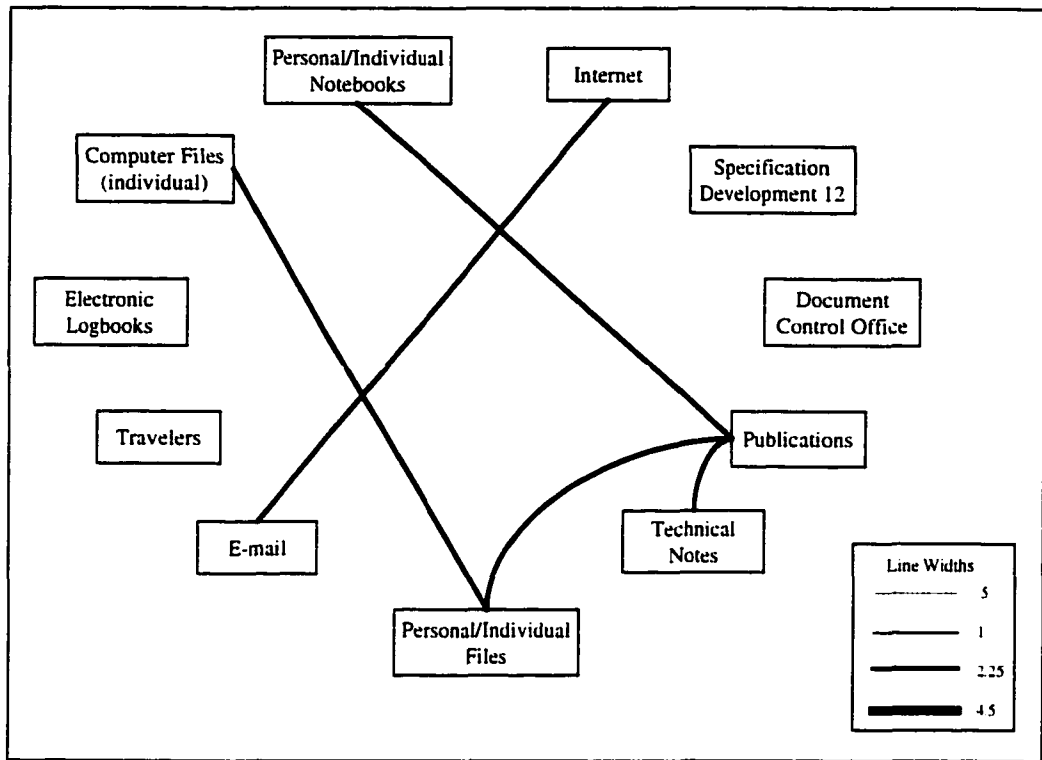 Personal/Individual
Notebooks
Internet
Computer Files
(individual)
Specification
Development 12
Electronic
Logbooks
Document
Control Office
Travelers
Publications
E-mail
Technical
Notes
Personal/Individual
Files
Line Widths
5
1
2.25
4.5